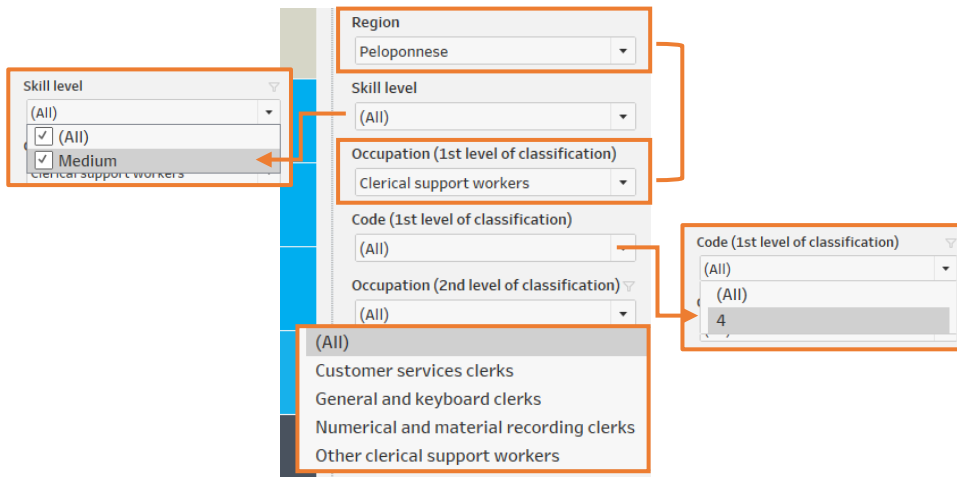 Region
Peloponnese
Skill level
(All)
Occupation (1st level of classification)
Clerical support workers
Code (1st level of classification)
(All)
Occupation (2nd level of classification)
(All)
(All)
Customer services clerks
General and keyboard clerks
Numerical and material recording clerks
Other clerical support workers
Skill level
(All)
(All)
Medium
Clerical support workers
Code (1st level of classification)
(All)
(All)
4